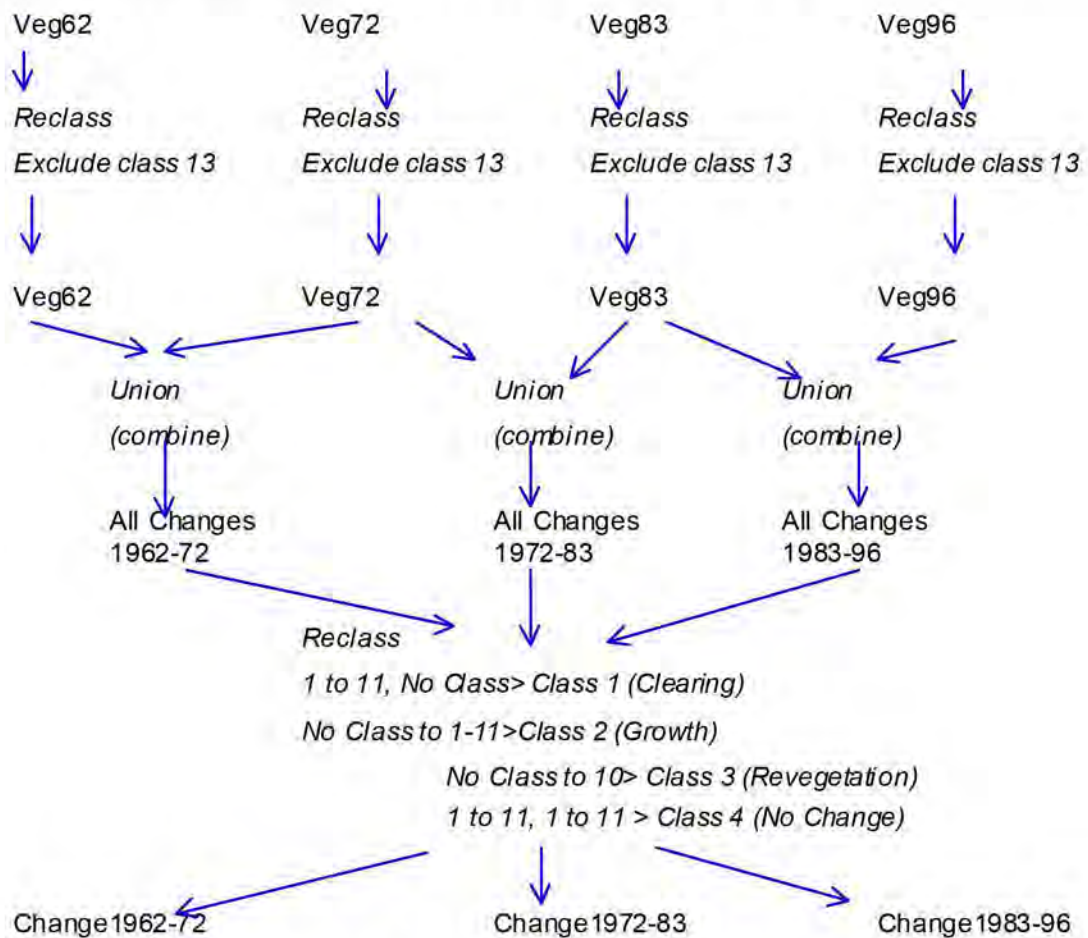 Veg62 Veg72 Veg83 Veg96
Reclass Reclass Reclass Reclass
Exclude class 13 Exclude class 13 Exclude class 13 Exclude class 13
Veg62 Veg72 Veg83 Veg96
Union Union Union
(combine) (combine) (combine)
All Changes All Changes All Changes
1962-72 1972-83 1983-96
Reclass
1 to 11, No Class> Class 1 (Clearing)
No Class to 1-11>Class 2 (Growth)
No Class to 10> Class 3 (Revegetation)
1 to 11, 1 to 11 > Class 4 (No Change)
Change1962-72 Change1972-83 Change1983-96